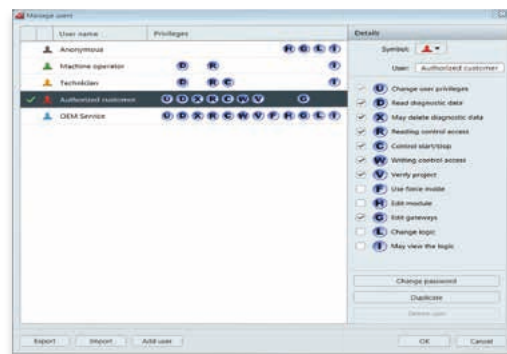 Manage users
User name Privileges
Anonymous R G L I
Machine operator D R I
Technician D R C I
Authorized customer U D X R C W V G
OEM Service U D X R C W V F H G L I
Export Import Add user
Details
Symbol:
User: Authorized customer
U Change user privileges
D Read diagnostic data
X May delete diagnostic data
R Reading control access
C Control start/stop
W Writing control access
V Verify project
F Use force mode
Edit module
G Edit gateways
L Change logic
I May view the logic
Change password
Duplicate
Delete user
OK Cancel